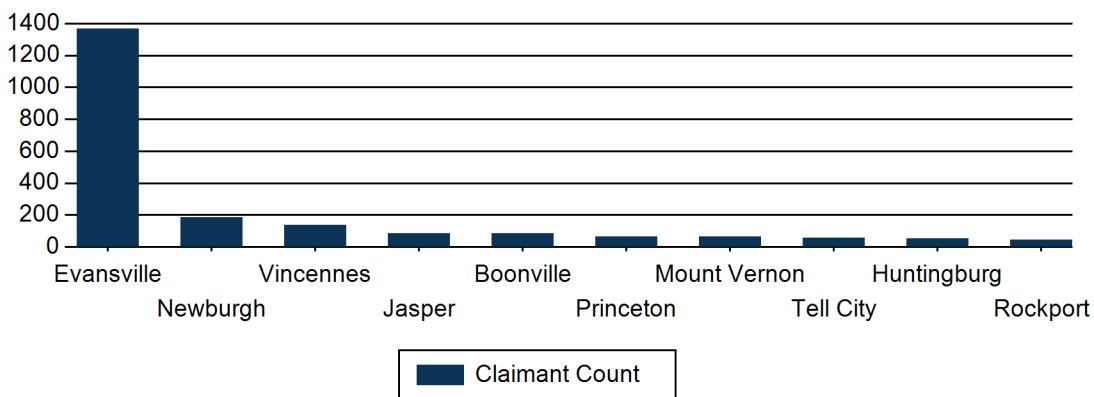 1400
1200
1000
800
600
400
200
0
Evansville Vincennes Boonville Mount Vernon Huntingburg
Newburgh Jasper Princeton Tell City Rockport
Claimant Count